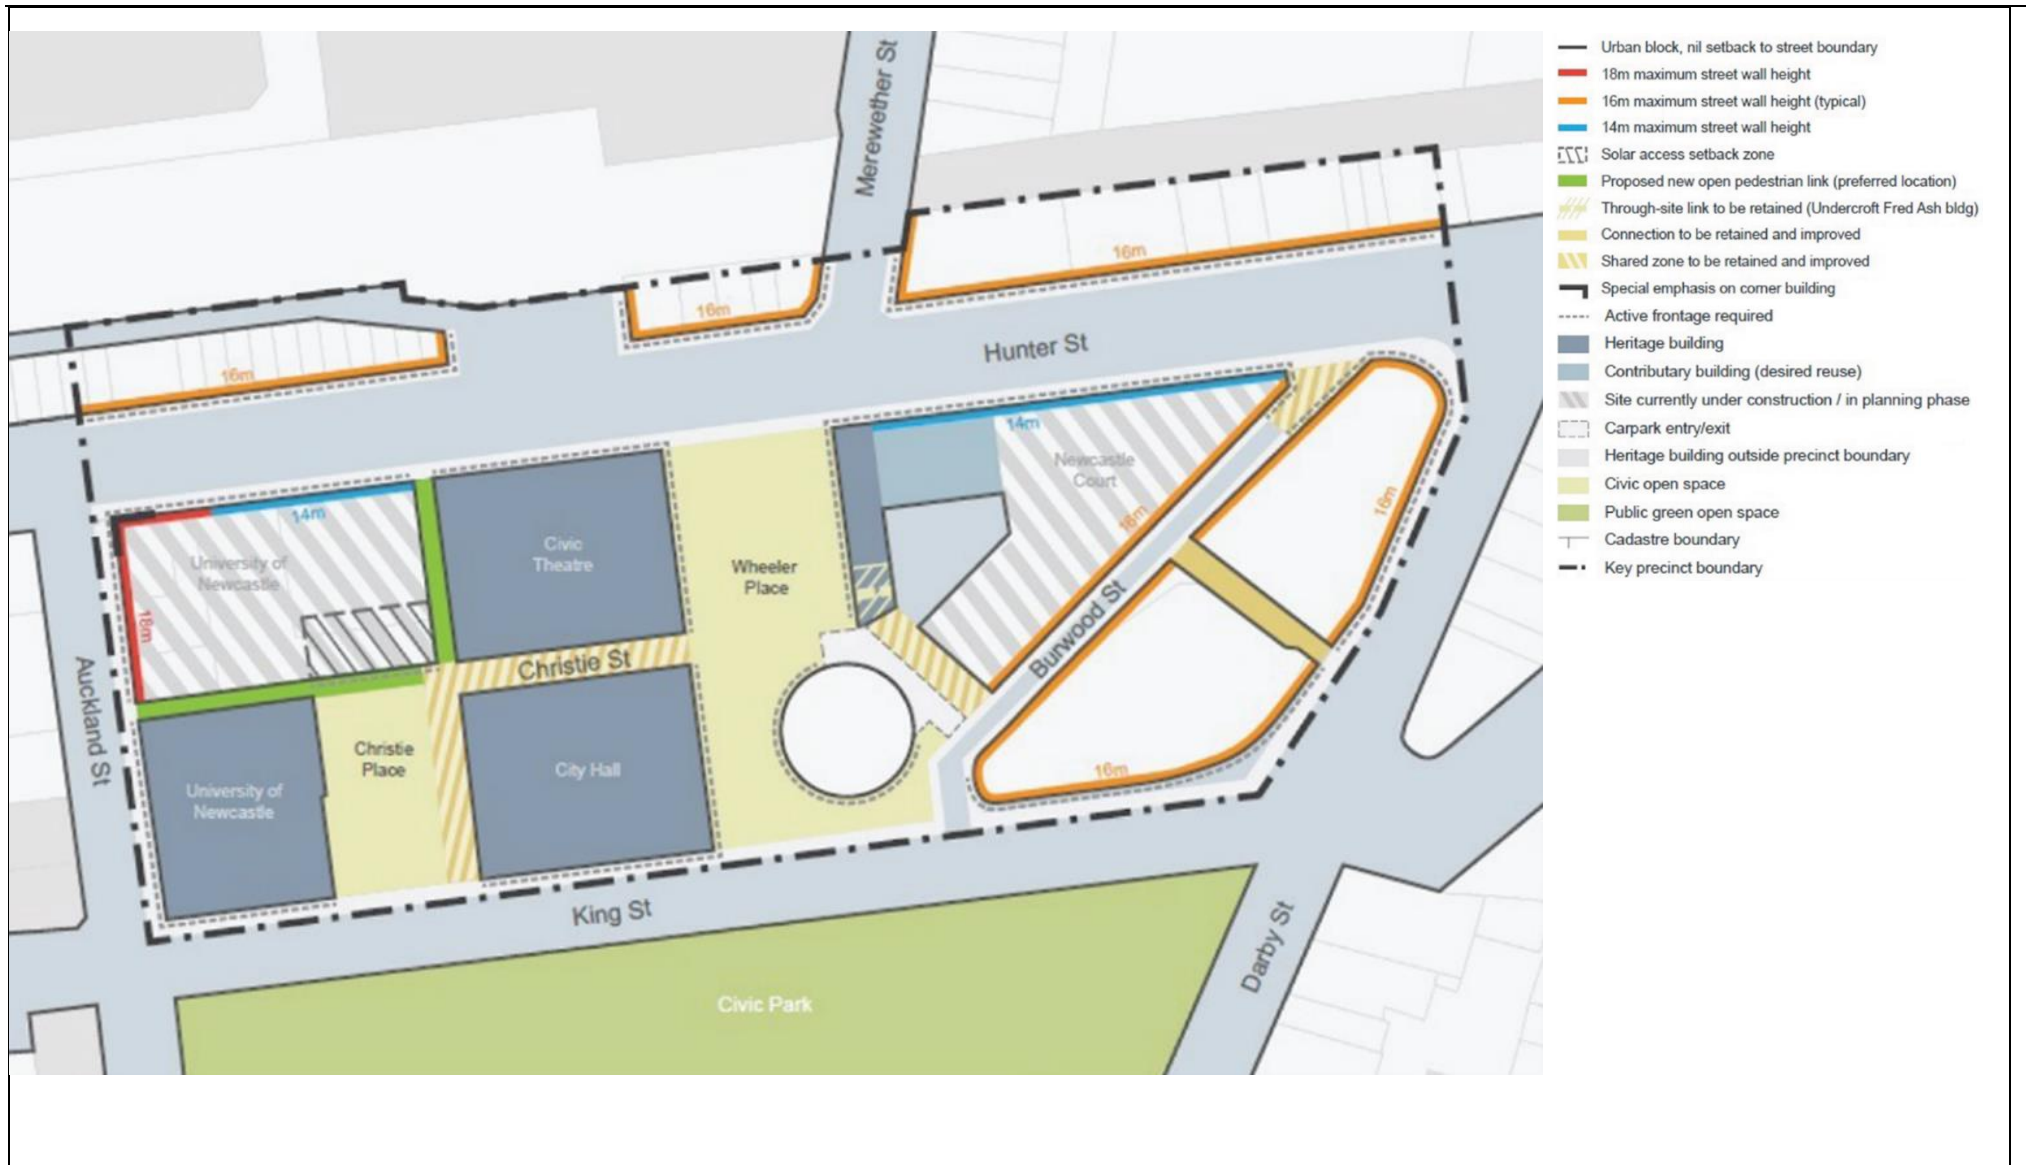 Merewether St
16m
16m
16m
Hunter St
14m
Newcastle
Court
16m
16m
14m
University of
Newcastle
18m
Civic
Theatre
Wheeler
Place
Burwood St
Christie St
Auckland St
Christie
Place
City Hall
University of
Newcastle
16m
King St
Darby St
Civic Park
Urban block, nil setback to street boundary
18m maximum street wall height
16m maximum street wall height (typical)
14m maximum street wall height
Solar access setback zone
Proposed new open pedestrian link (preferred location)
Through-site link to be retained (Undercroft Fred Ash bldg)
Connection to be retained and improved
Shared zone to be retained and improved
Special emphasis on corner building
Active frontage required
Heritage building
Contributary building (desired reuse)
Site currently under construction / in planning phase
Carpark entry/exit
Heritage building outside precinct boundary
Civic open space
Public green open space
Cadastre boundary
Key precinct boundary